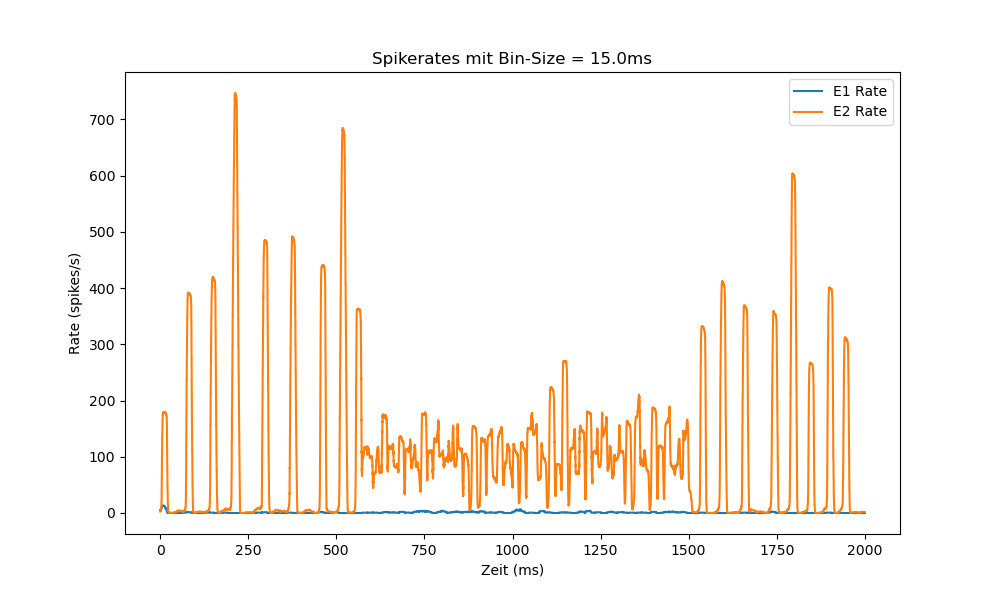 Spikerates mit Bin-Size = 15.0ms
E1 Rate
E2 Rate
Rate (spikes/s)
700
600
500
400
300
200
100
0
0 250 500 750 1000 1250 1500 1750 2000
Zeit (ms)